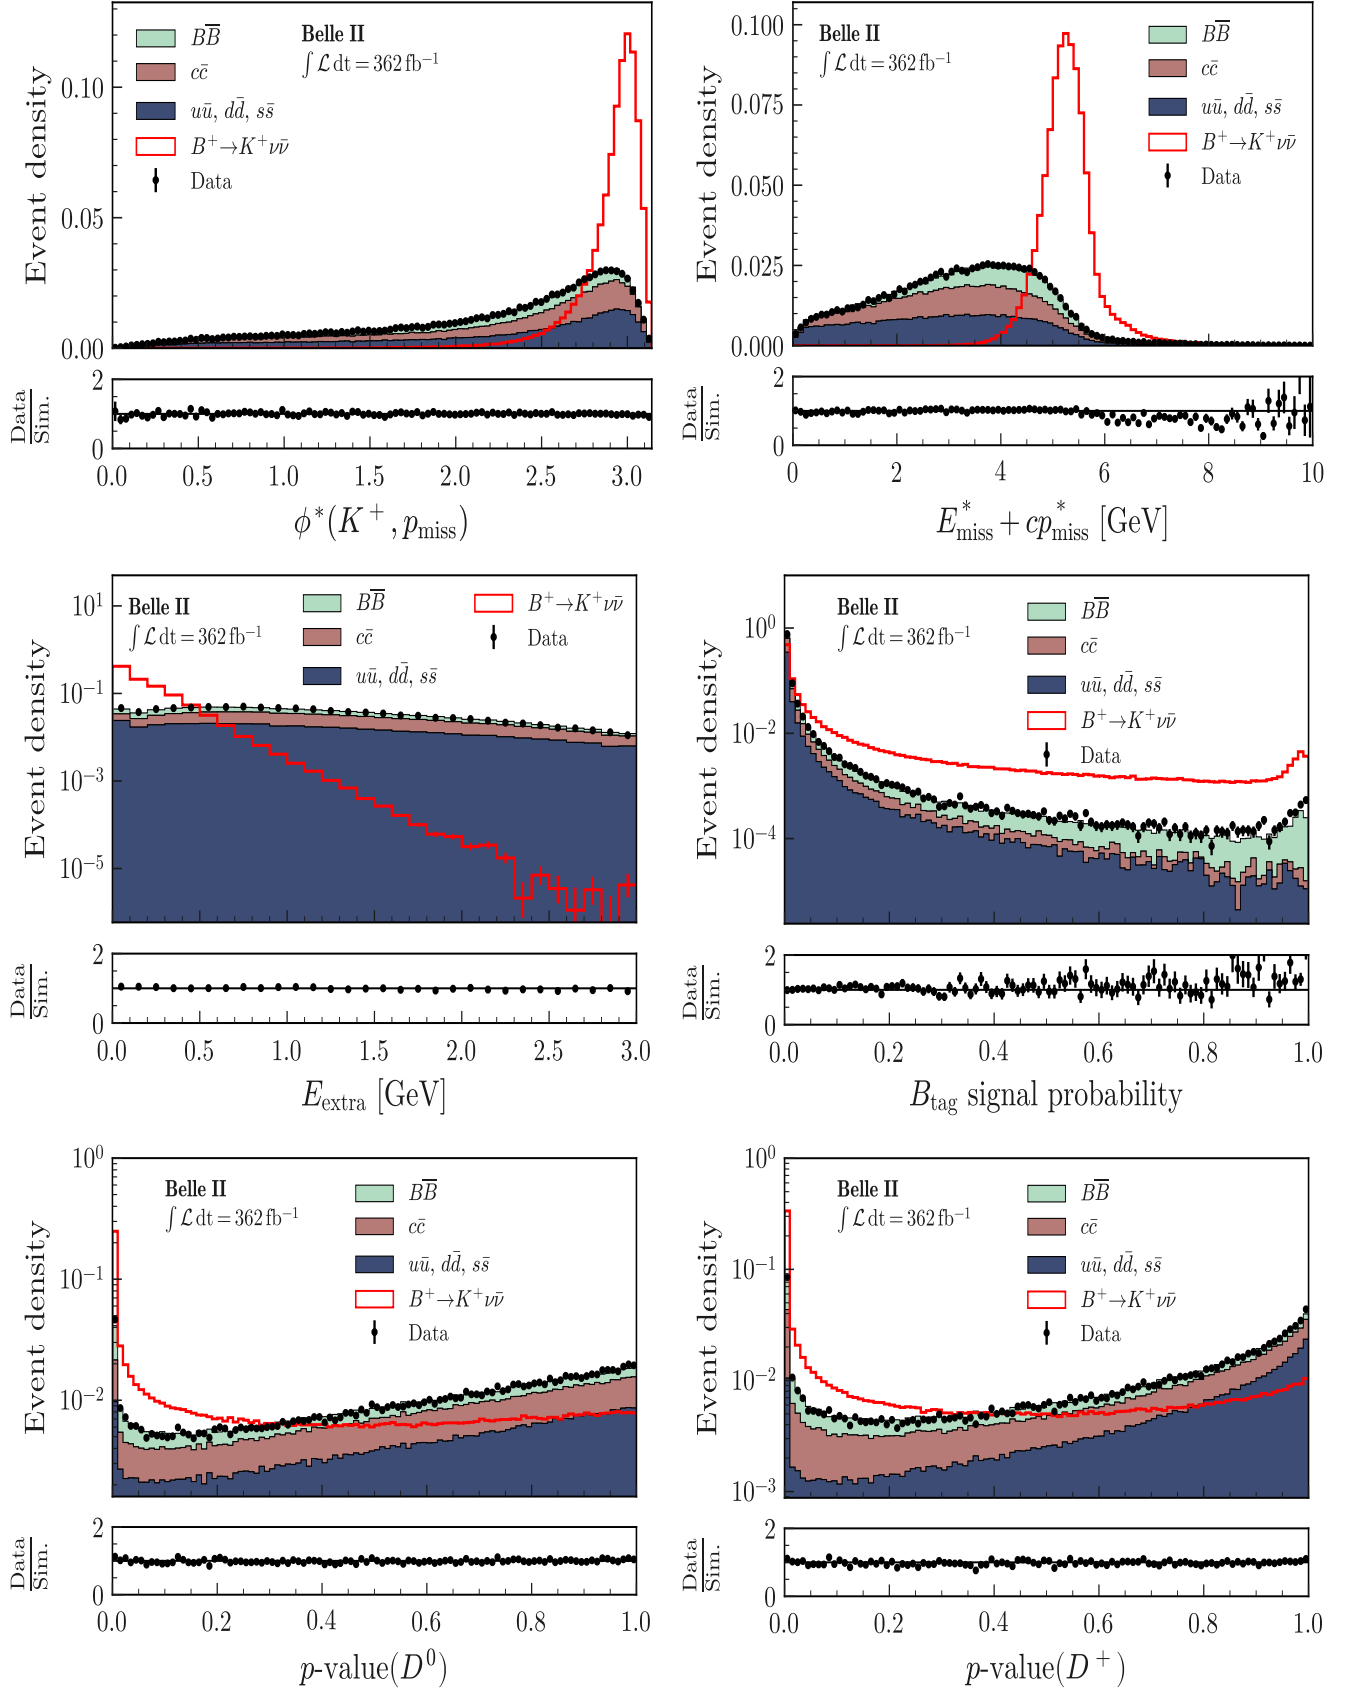 Belle II
∫ ℒ dt = 362 fb⁻¹
BB̅
cc̄
uū, dd̄, ss̄
B⁺→K⁺νν̄
Data
Event density
0.10
0.05
0.00
Data
Sim.
2
1
0
0.0 0.5 1.0 1.5 2.0 2.5 3.0
ϕ*(K⁺, p_miss)
Belle II
∫ ℒ dt = 362 fb⁻¹
BB̅
cc̄
uū, dd̄, ss̄
B⁺→K⁺νν̄
Data
Event density
0.100
0.075
0.050
0.025
0.000
Data
Sim.
2
1
0
0 2 4 6 8 10
E*_miss + cp*_miss [GeV]
Belle II
∫ ℒ dt = 362 fb⁻¹
BB̅
cc̄
uū, dd̄, ss̄
B⁺→K⁺νν̄
Data
Event density
10¹
10⁻¹
10⁻³
10⁻⁵
Data
Sim.
2
1
0
0.0 0.5 1.0 1.5 2.0 2.5 3.0
E_extra [GeV]
Belle II
∫ ℒ dt = 362 fb⁻¹
BB̅
cc̄
uū, dd̄, ss̄
B⁺→K⁺νν̄
Data
Event density
10⁰
10⁻²
10⁻⁴
Data
Sim.
2
1
0
0.0 0.2 0.4 0.6 0.8 1.0
B_tag signal probability
Belle II
∫ ℒ dt = 362 fb⁻¹
BB̅
cc̄
uū, dd̄, ss̄
B⁺→K⁺νν̄
Data
Event density
10⁰
10⁻¹
10⁻²
Data
Sim.
2
1
0
0.0 0.2 0.4 0.6 0.8 1.0
p-value(D⁰)
Belle II
∫ ℒ dt = 362 fb⁻¹
BB̅
cc̄
uū, dd̄, ss̄
B⁺→K⁺νν̄
Data
Event density
10⁰
10⁻¹
10⁻²
10⁻³
Data
Sim.
2
1
0
0.0 0.2 0.4 0.6 0.8 1.0
p-value(D⁺)